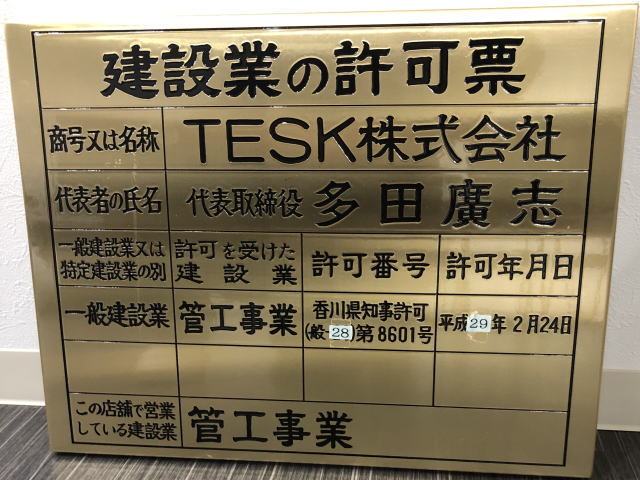 建設業の許可票
商号又は名称 TESK株式会社
代表者の氏名 代表取締役 多田廣志
一般建設業又は
特定建設業の別
許可を受けた
建設業
許可番号
許可年月日
一般建設業
管工事業
香川県知事許可
(般-28)第8601号
平成29年2月24日
この店舗で営業
している建設業
管工事業